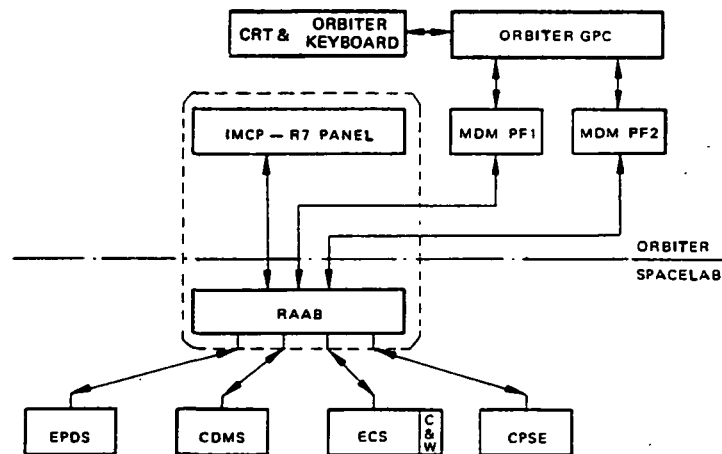 CRT & ORBITER KEYBOARD
ORBITER GPC
IMCP – R7 PANEL
MDM PF1
MDM PF2
ORBITER
SPACELAB
RAAB
EPDS
CDMS
ECS
C & W
CPSE